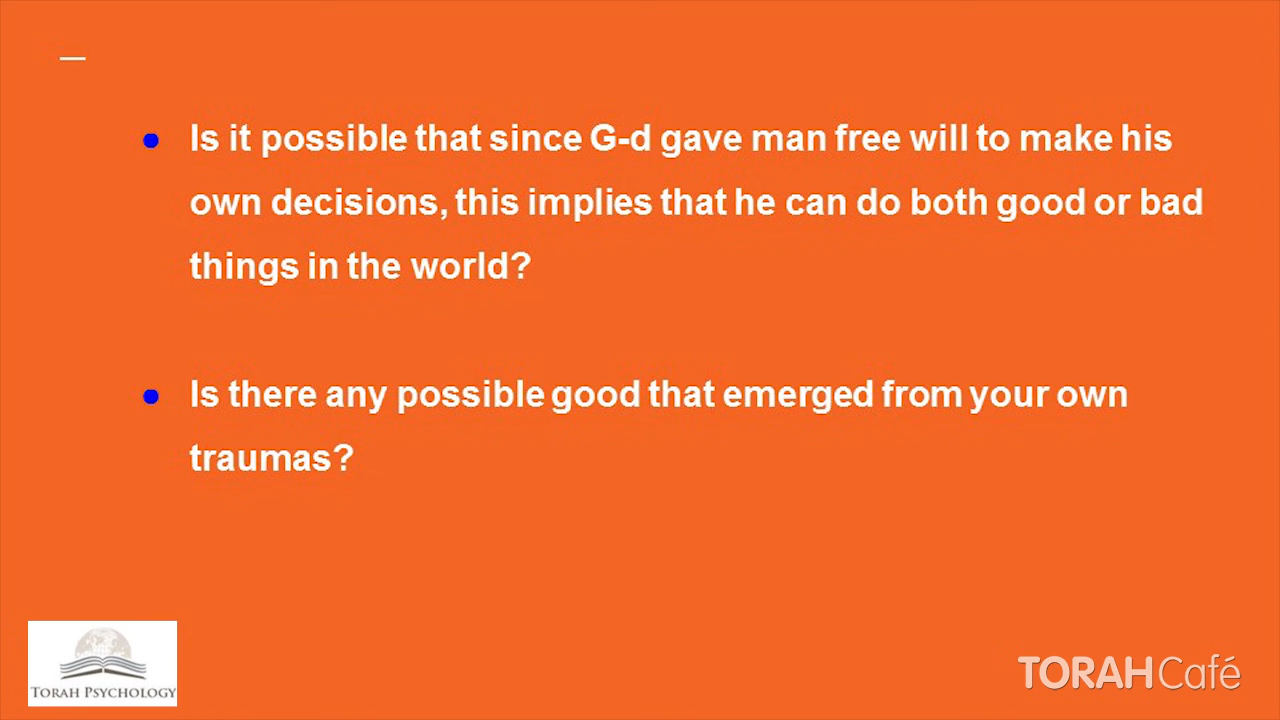 Is it possible that since G-d gave man free will to make his
own decisions, this implies that he can do both good or bad
things in the world?
Is there any possible good that emerged from your own
traumas?
TORAH PSYCHOLOGY
TORAHCafé